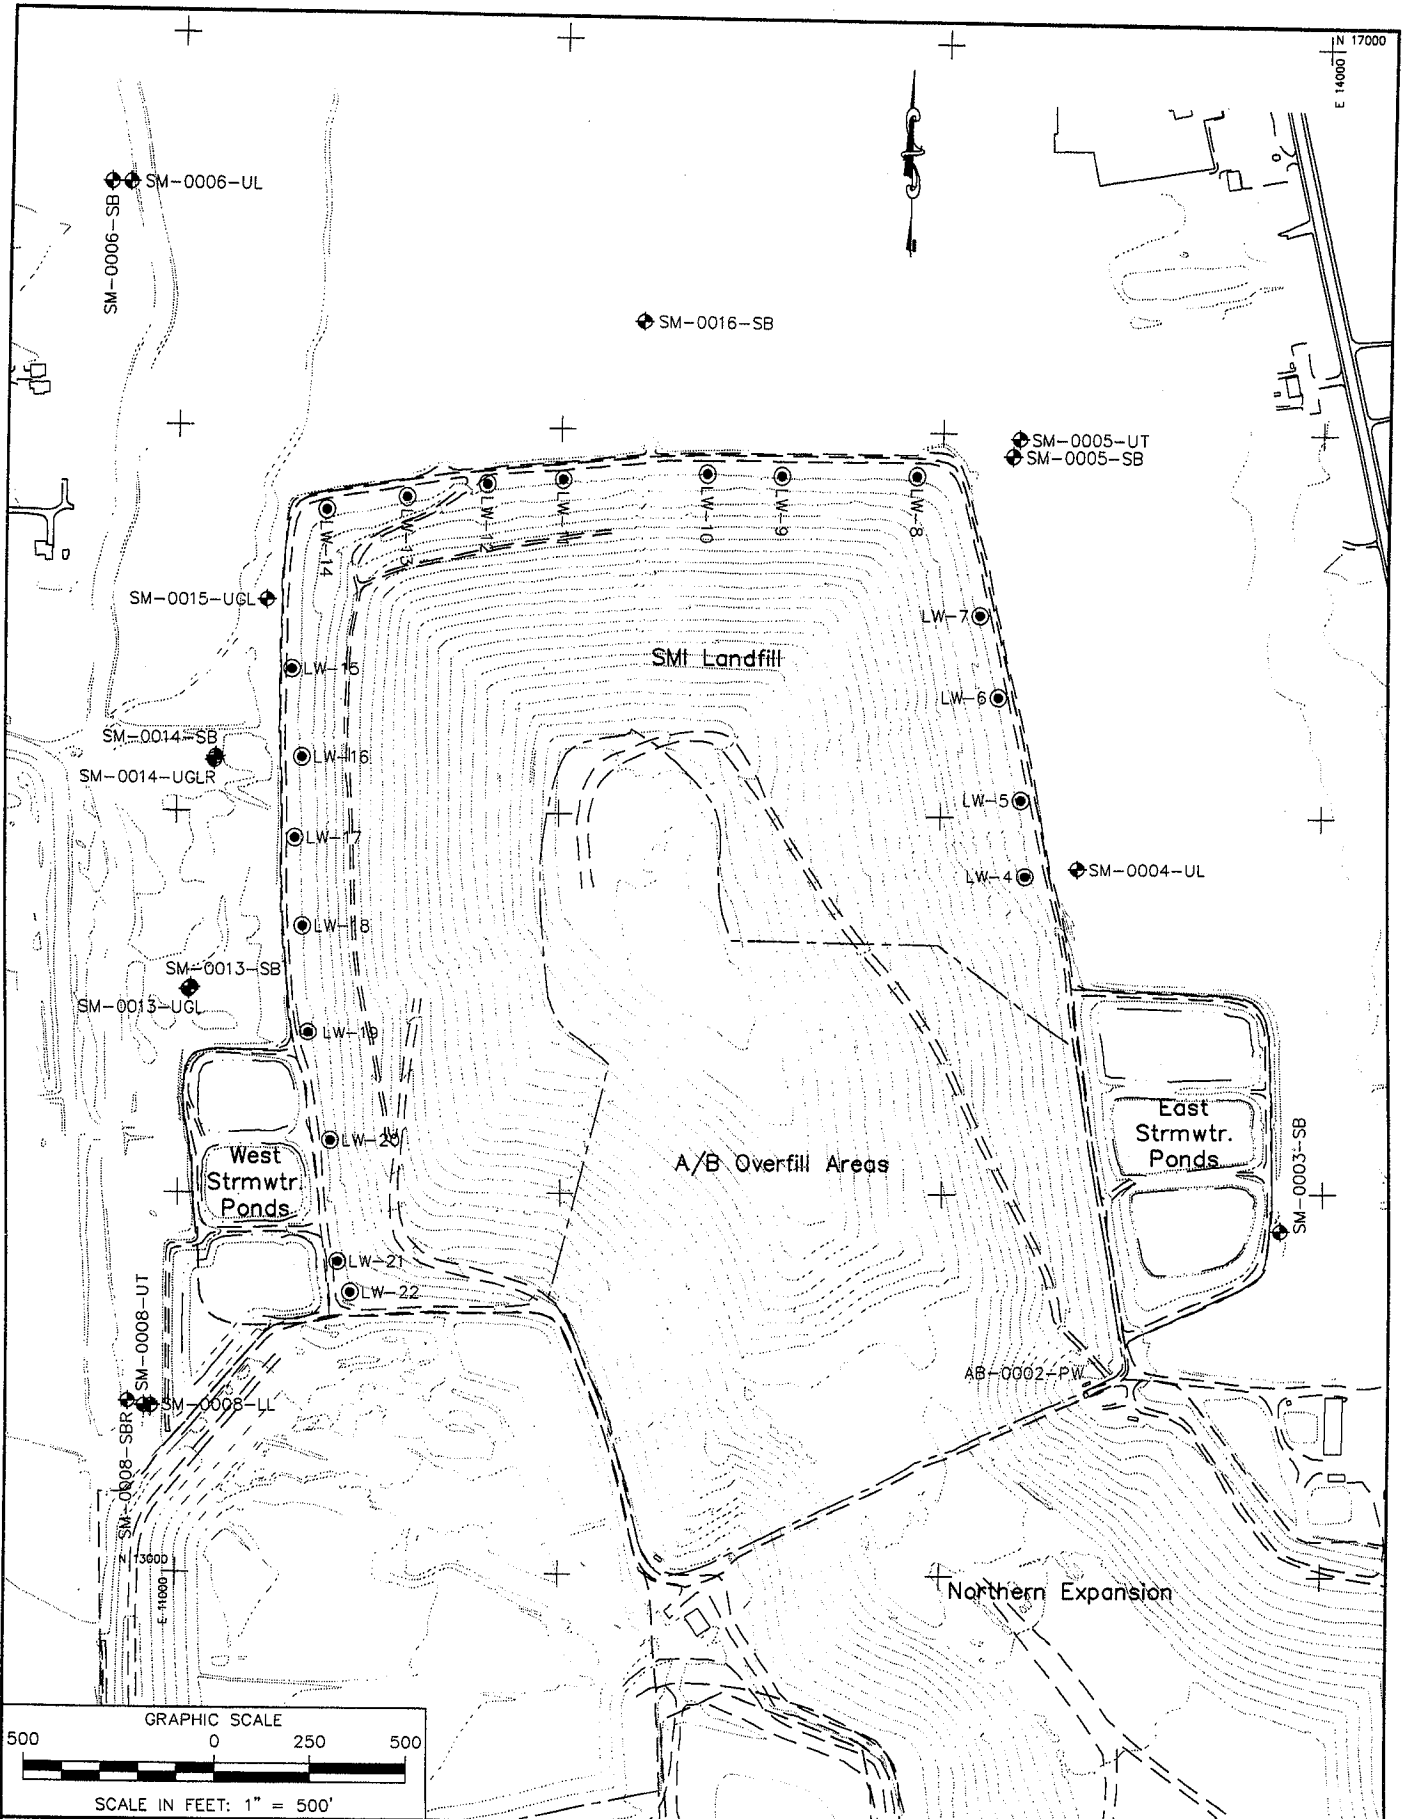 N 17000
E 14000
SM-0006-UL
SM-0006-SB
SM-0016-SB
SM-0005-UT
SM-0005-SB
LW-14
LW-13
LW-12
LW-11
LW-10
LW-9
LW-8
SM-0015-UGL
LW-7
SMI Landfill
LW-15
LW-6
SM-0014-SB
LW-16
SM-0014-UGLR
LW-5
LW-17
SM-0004-UL
LW-4
LW-18
SM-0013-SB
SM-0013-UGL
LW-19
East
Strmwtr.
Ponds
SM-0003-SB
LW-20
West
Strmwtr.
Ponds
A/B Overfill Areas
LW-21
LW-22
SM-0008-UT
AB-0002-PW
SM-0008-LL
SM-0008-SBR
N 13000
E 11000
Northern Expansion
GRAPHIC SCALE
500 0 250 500
SCALE IN FEET: 1" = 500'